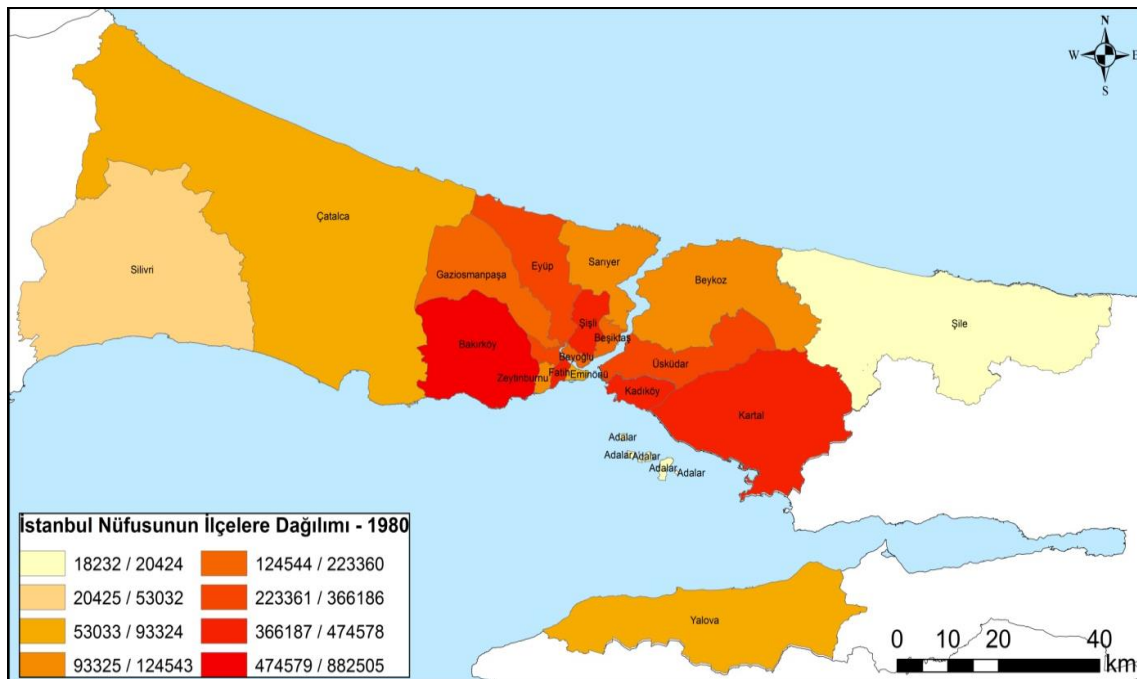 N
W E
S
Çatalca
Silivri
Gaziosmanpaşa
Eyüp
Sarıyer
Beykoz
Şile
Şişli
Beşiktaş
Bakırköy
Bayoğlu
Üsküdar
Zeytinburnu
Fatih
Eminönü
Kadıköy
Kartal
Adalar
Adalar
Adalar
Adalar
Adalar
Yalova
İstanbul Nüfusunun İlçelere Dağılımı - 1980
18232 / 20424
124544 / 223360
20425 / 53032
223361 / 366186
53033 / 93324
366187 / 474578
93325 / 124543
474579 / 882505
0 10 20 40
km